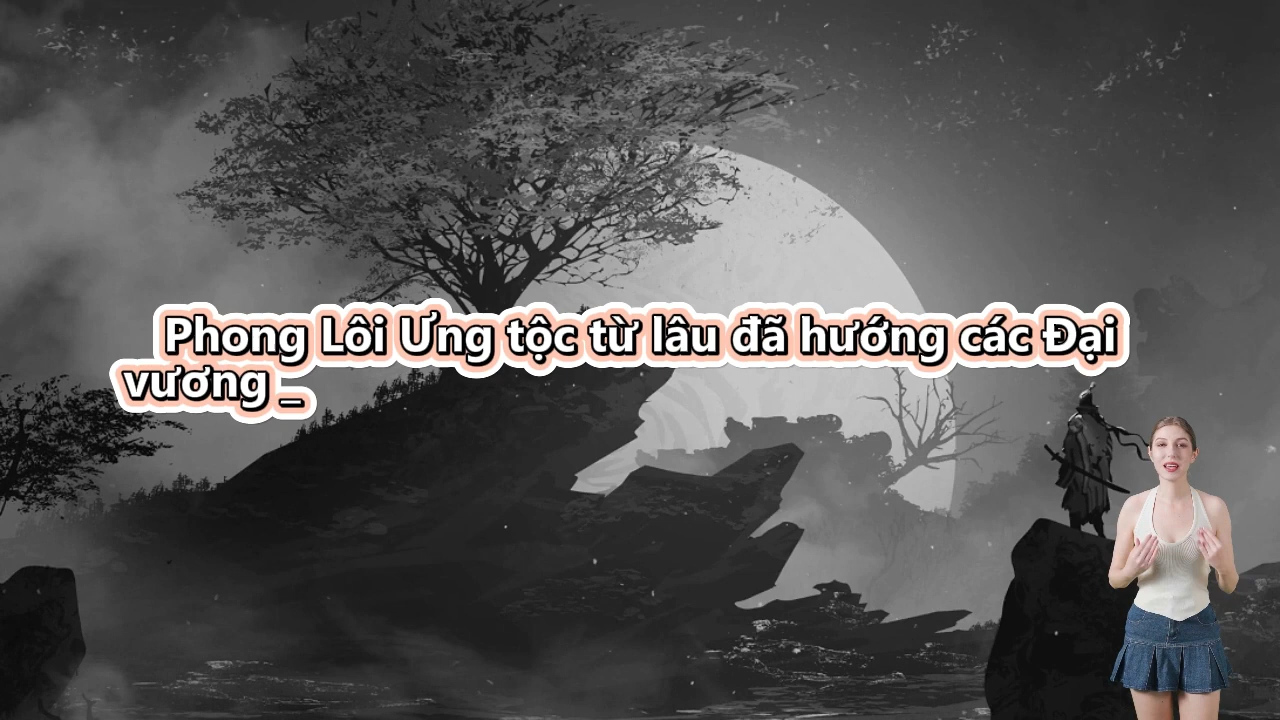 Phong Lôi Ưng tộc từ lâu đã hướng các Đại
vương _